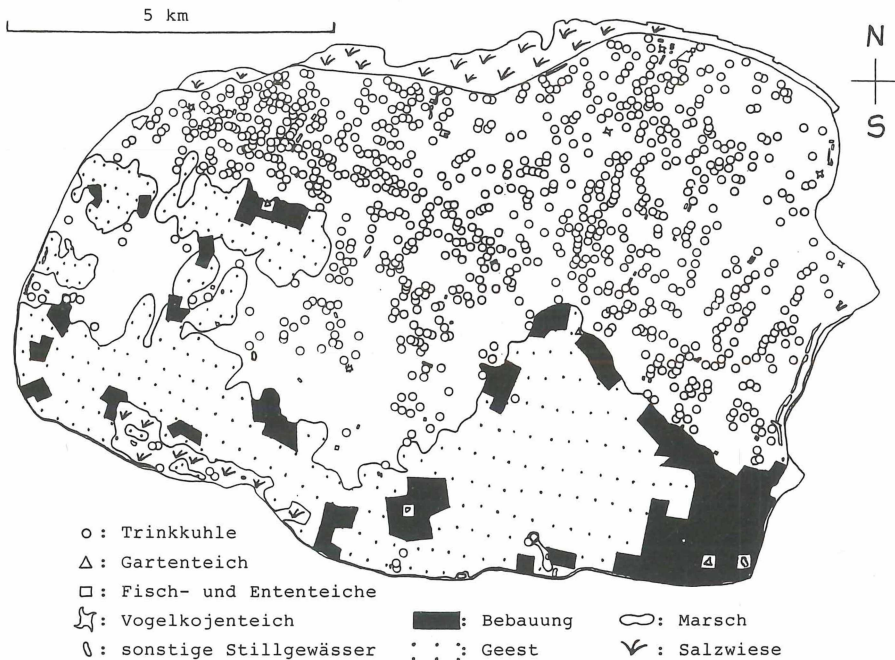 5 km
N
S
: Trinkkuhle
: Gartenteich
: Fisch- und Ententeiche
: Vogelkojenteich
: sonstige Stillgewässer
: Bebauung
: Geest
: Marsch
: Salzwiese